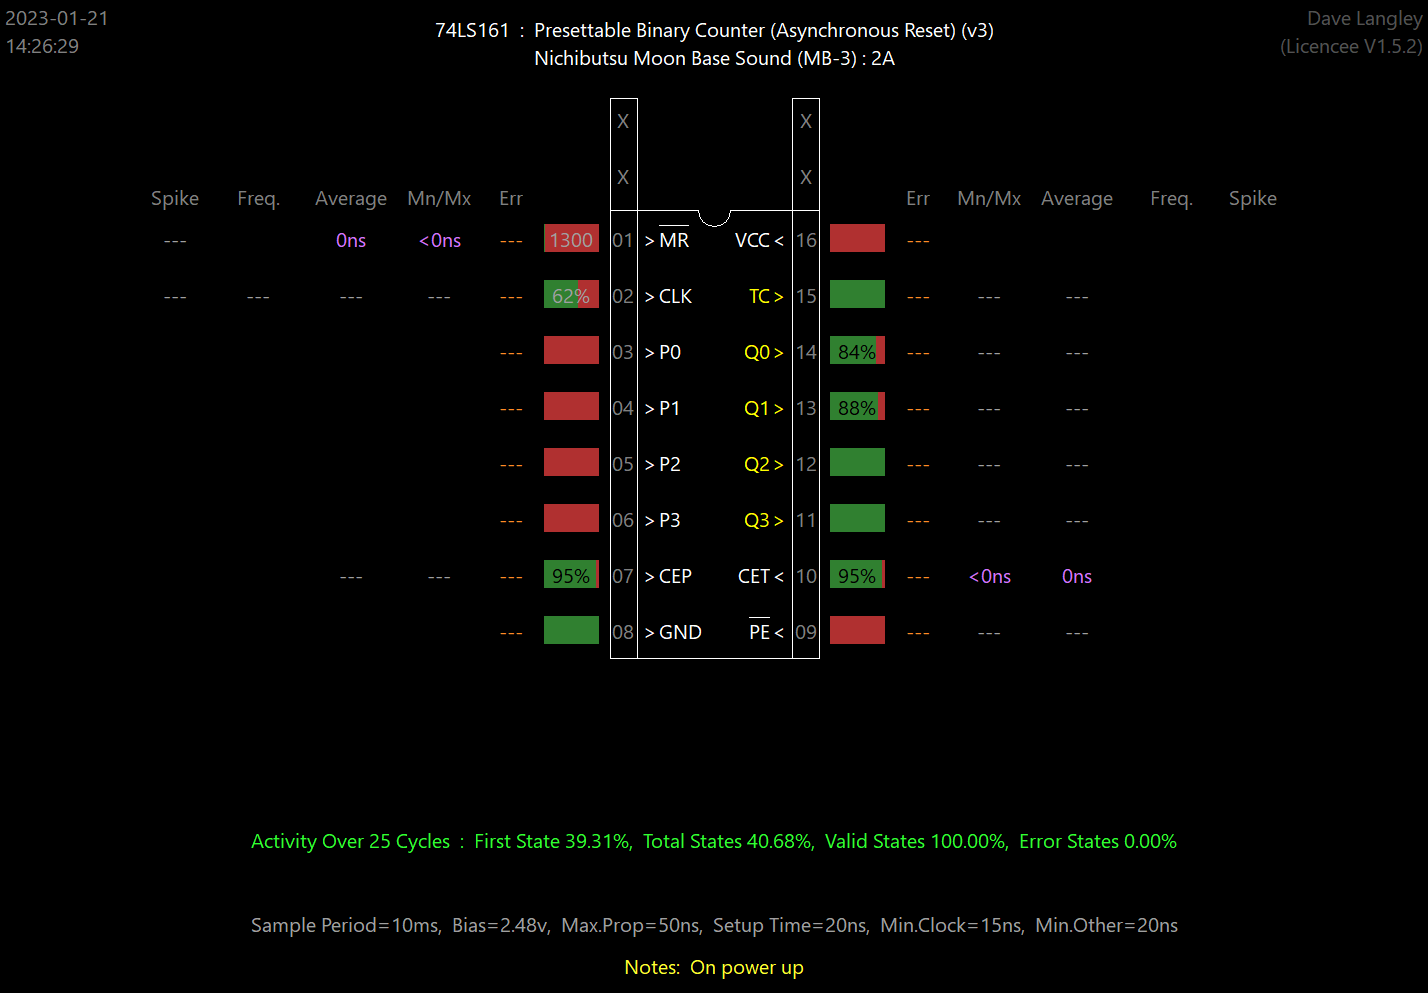 2023-01-21
14:26:29
74LS161 : Presettable Binary Counter (Asynchronous Reset) (v3)
Nichibutsu Moon Base Sound (MB-3) : 2A
Dave Langley
(Licencee V1.5.2)
X X
X X
Spike Freq. Average Mn/Mx Err Err Mn/Mx Average Freq. Spike
--- 0ns <0ns --- 1300 01 > MR VCC < 16 ---
--- --- --- --- --- 62% 02 > CLK TC > 15 --- --- ---
--- 03 > P0 Q0 > 14 84% --- --- ---
--- 04 > P1 Q1 > 13 88% --- --- ---
--- 05 > P2 Q2 > 12 --- --- ---
--- 06 > P3 Q3 > 11 --- --- ---
--- --- --- 95% 07 > CEP CET < 10 95% --- <0ns 0ns
--- 08 > GND PE < 09 --- --- ---
Activity Over 25 Cycles : First State 39.31%, Total States 40.68%, Valid States 100.00%, Error States 0.00%
Sample Period=10ms, Bias=2.48v, Max.Prop=50ns, Setup Time=20ns, Min.Clock=15ns, Min.Other=20ns
Notes: On power up